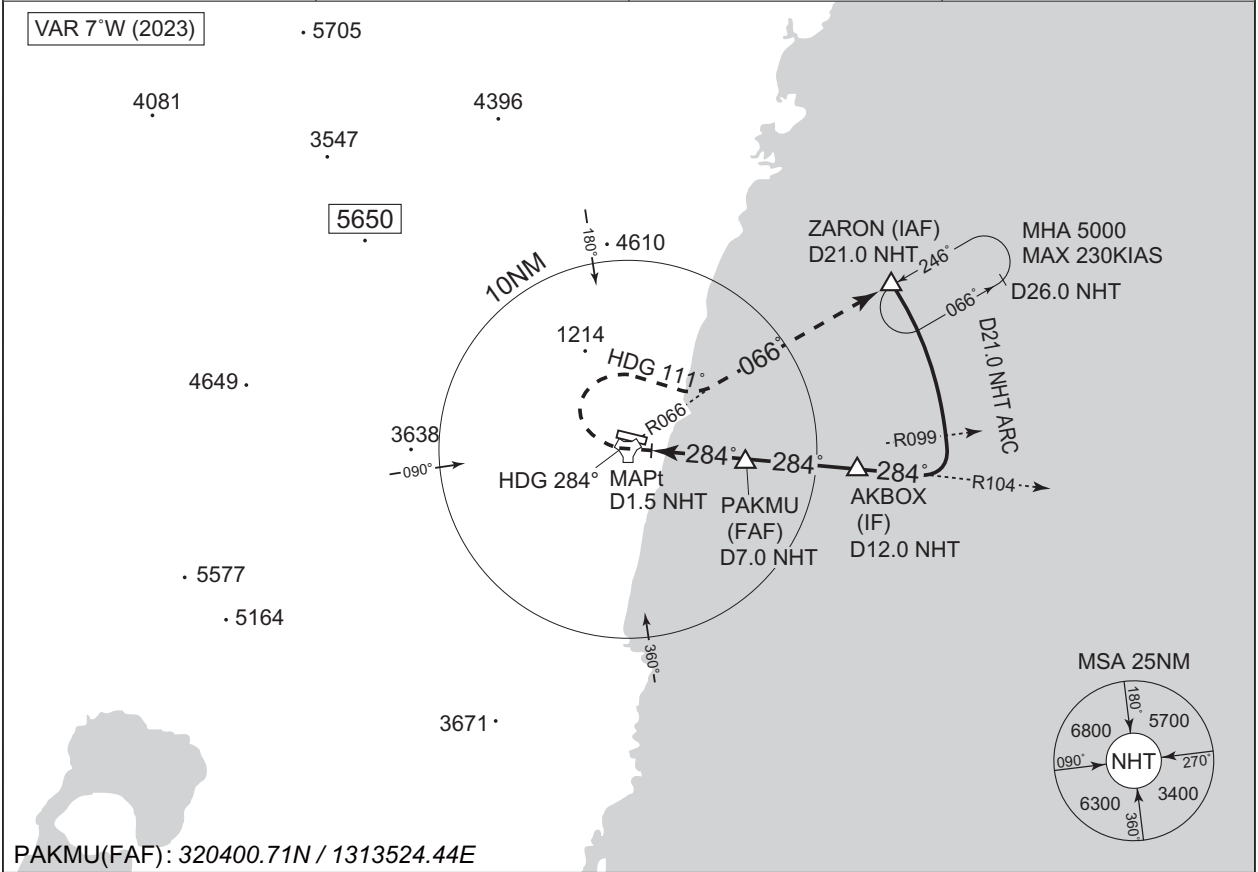 VAR 7°W (2023)
5705
4081
4396
3547
5650
180°
4610
10NM
ZARON (IAF)
D21.0 NHT
MHA 5000
MAX 230KIAS
246°
066°
D26.0 NHT
1214
HDG 111°
066°
D21.0 NHT ARC
4649
R066
3638
090°
R099
284°
284°
284°
R104
HDG 284°
MAPt
D1.5 NHT
PAKMU
(FAF)
D7.0 NHT
AKBOX
(IF)
D12.0 NHT
5577
5164
360°
3671
MSA 25NM
180°
6800
5700
090°
NHT
270°
6300
3400
360°
PAKMU(FAF): 320400.71N / 1313524.44E